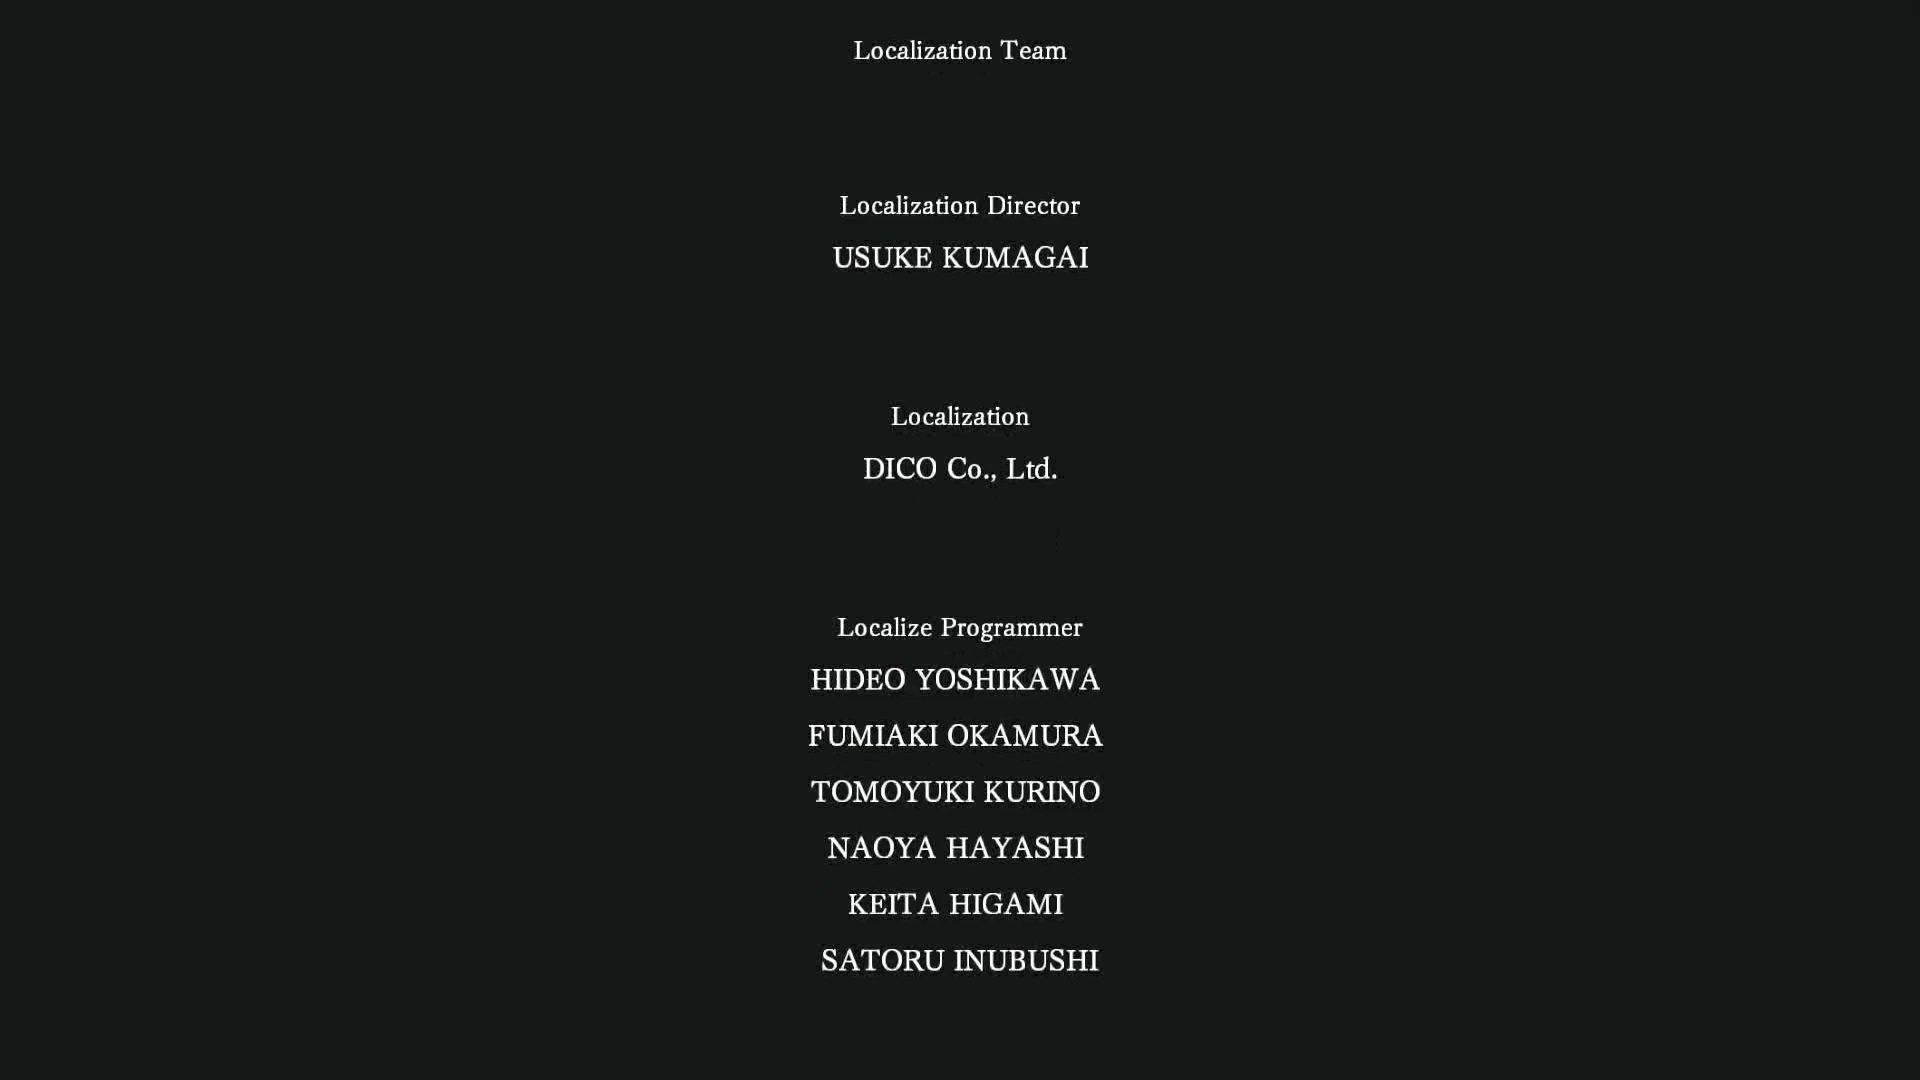 Localization Team
Localization Director
USUKE KUMAGAI
Localization
DICO Co., Ltd.
Localize Programmer
HIDEO YOSHIKAWA
FUMIAKI OKAMURA
TOMOYUKI KURINO
NAOYA HAYASHI
KEITA HIGAMI
SATORU INUBUSHI